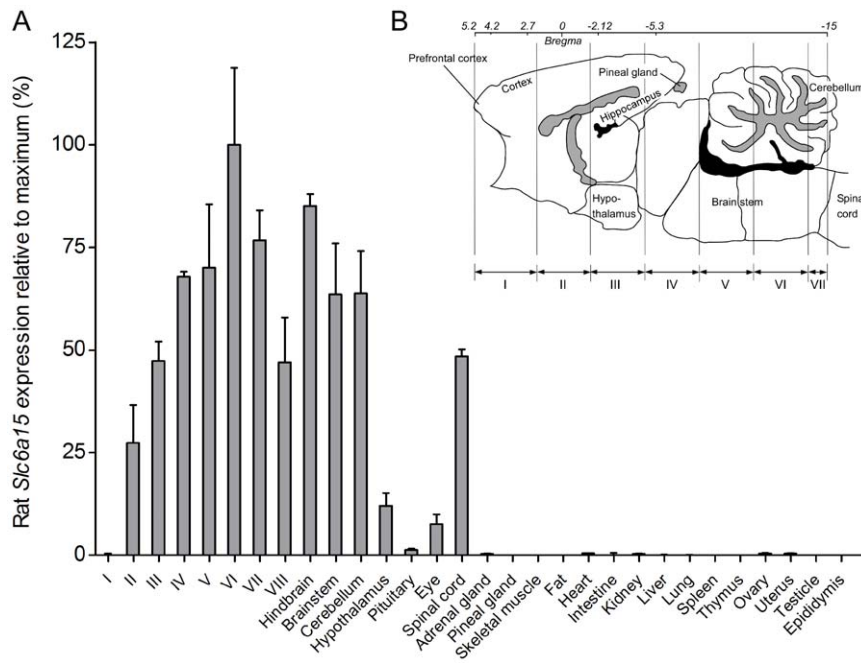 A
Rat Slc6a15 expression relative to maximum (%)
125
100
75
50
25
0
I
II
III
IV
V
VI
VII
VIII
Hindbrain
Brainstem
Cerebellum
Hypothalamus
Pituitary
Eye
Spinal cord
Adrenal gland
Pineal gland
Skeletal muscle
Fat
Heart
Intestine
Kidney
Liver
Lung
Spleen
Thymus
Ovary
Uterus
Testicle
Epididymis
B
5.2 4.2 2.7 0 -2.12 -5.3 -15
Bregma
Prefrontal cortex
Cortex
Pineal gland
Hippocampus
Cerebellum
Hypo-
thalamus
Brain stem
Spinal
cord
I II III IV V VI VII